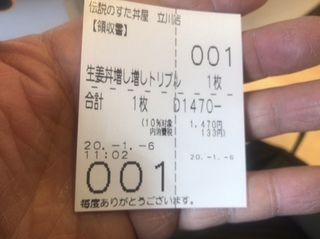 伝説のすた丼屋 立川店
【領収書】
001
生姜丼増し増しトリプル 1枚
合計 1枚 D1470-
(10%対象 1,470円
内消費税 133円)
20.-1.-6
11:02
20.-1.-6
001
毎度ありがとうございます。